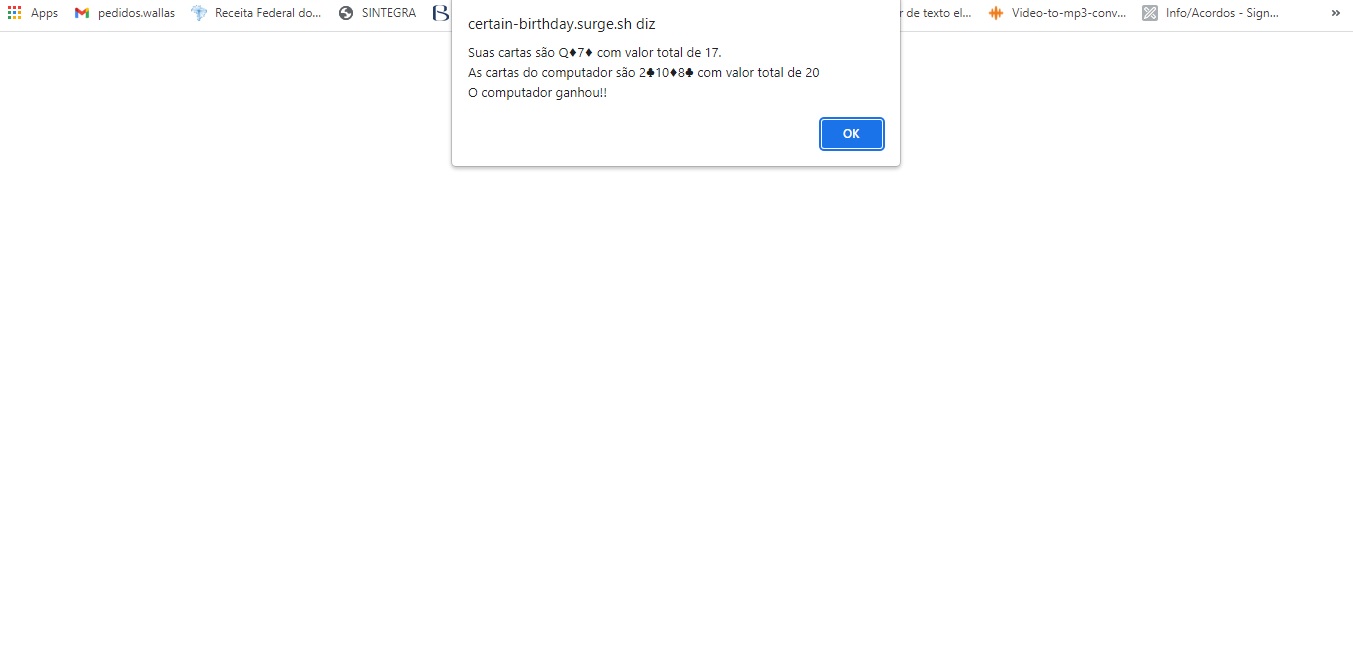 Apps pedidos.wallas Receita Federal do... SINTEGRA r de texto el... Video-to-mp3-conv... Info/Acordos - Sign... »
certain-birthday.surge.sh diz
Suas cartas são Q♦7♦ com valor total de 17.
As cartas do computador são 2♣10♦8♣ com valor total de 20
O computador ganhou!!
OK